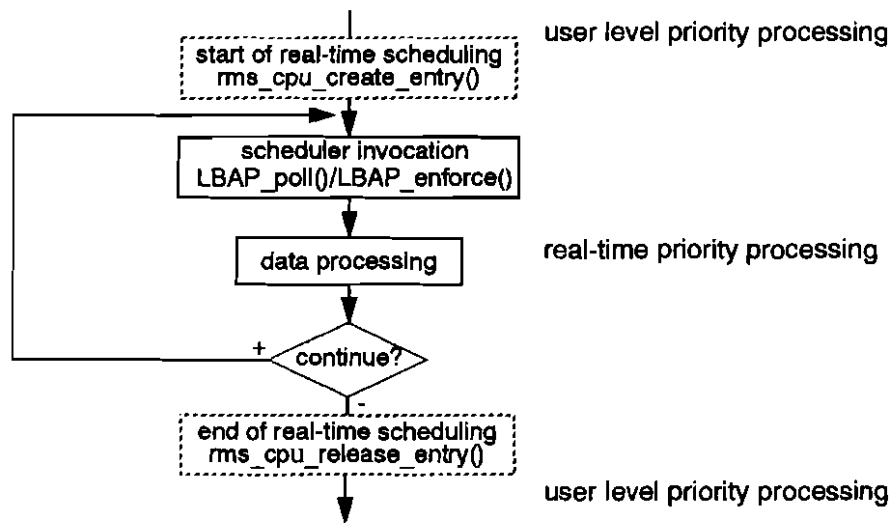 user level priority processing
start of real-time scheduling
rms_cpu_create_entry()
scheduler invocation
LBAP_poll()/LBAP_enforce()
data processing
real-time priority processing
+
continue?
-
end of real-time scheduling
rms_cpu_release_entry()
user level priority processing